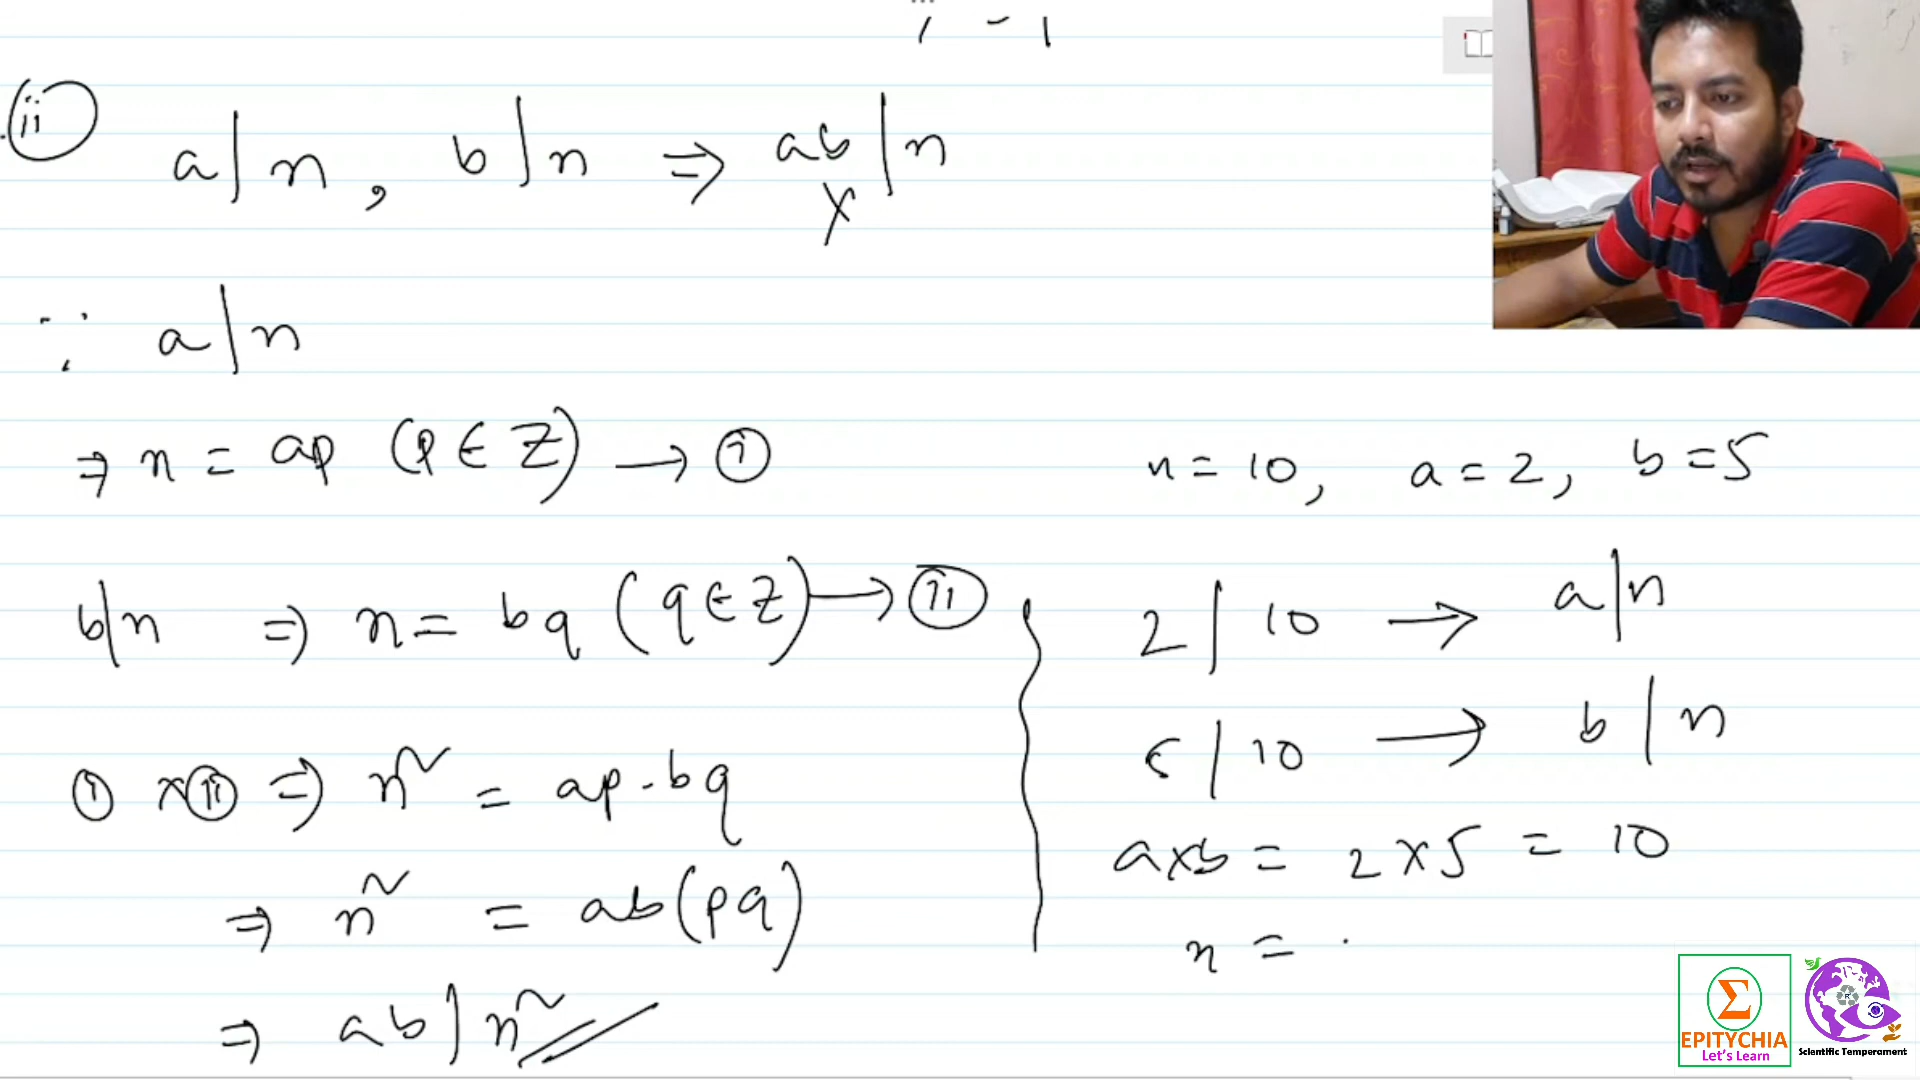 ii
a | n , b | n ⇒ ab | n
x
∵ a | n
⇒ n = ap (p ∈ Z) → i
b | n ⇒ n = bq (q ∈ Z) → ii
i × ii ⇒ n² = ap · bq
⇒ n² = ab (pq)
⇒ ab | n²
n = 10, a = 2, b = 5
2 | 10 → a | n
5 | 10 → b | n
a × b = 2 × 5 = 10
n = .
Σ
EPITYCHIA
Let's Learn
R
Scientific Temperament